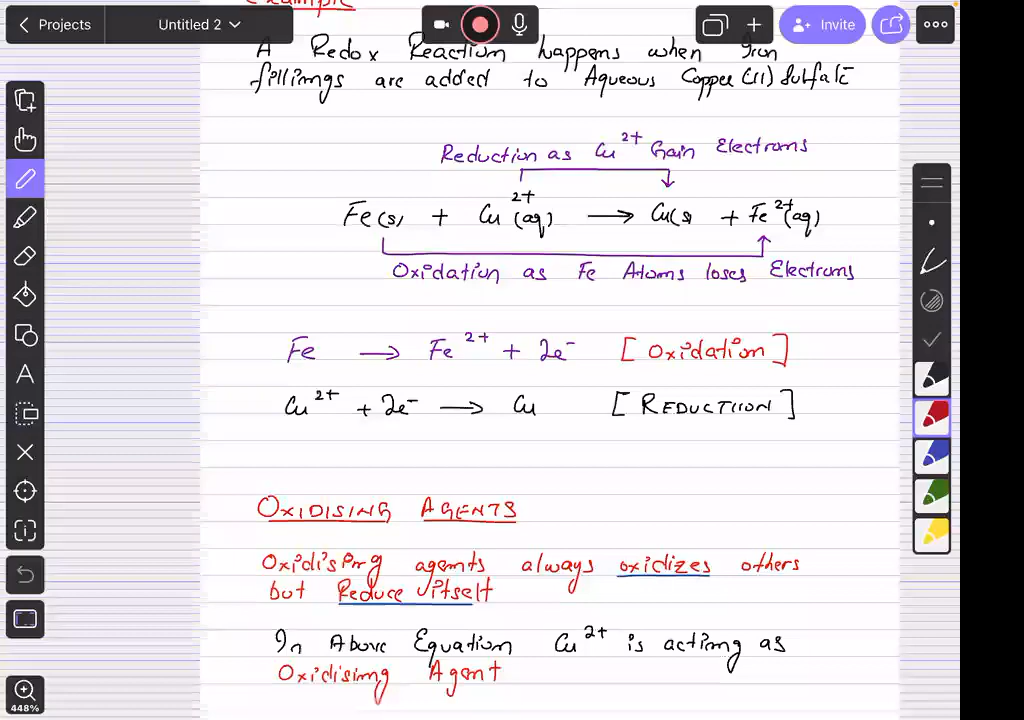 Projects
Untitled 2
Invite
Example
A Redox Reaction happens when Iron
fillings are added to Aqueous Copper (II) Sulfate
Reduction as Cu²⁺ Gain Electrons
Fe(s) + Cu²⁺(aq) → Cu(s) + Fe²⁺(aq)
Oxidation as Fe Atoms loses Electrons
Fe → Fe²⁺ + 2e⁻ [Oxidation]
Cu²⁺ + 2e⁻ → Cu [REDUCTION]
OXIDISING AGENTS
Oxidising agents always oxidizes others
but Reduce itself
In Above Equation Cu²⁺ is acting as
Oxidising Agent
448%